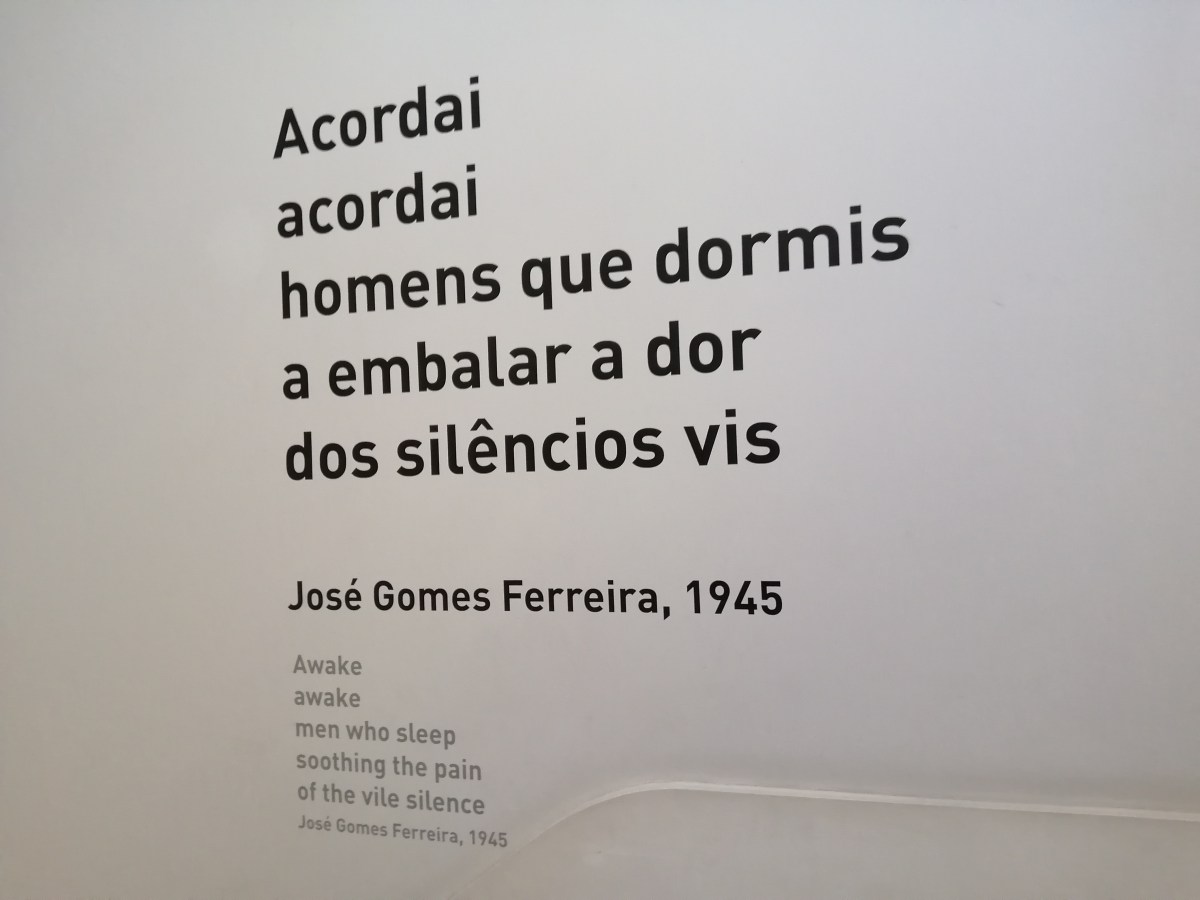 Acordai
acordai
homens que dormis
a embalar a dor
dos silêncios vis
José Gomes Ferreira, 1945
Awake
awake
men who sleep
soothing the pain
of the vile silence
José Gomes Ferreira, 1945